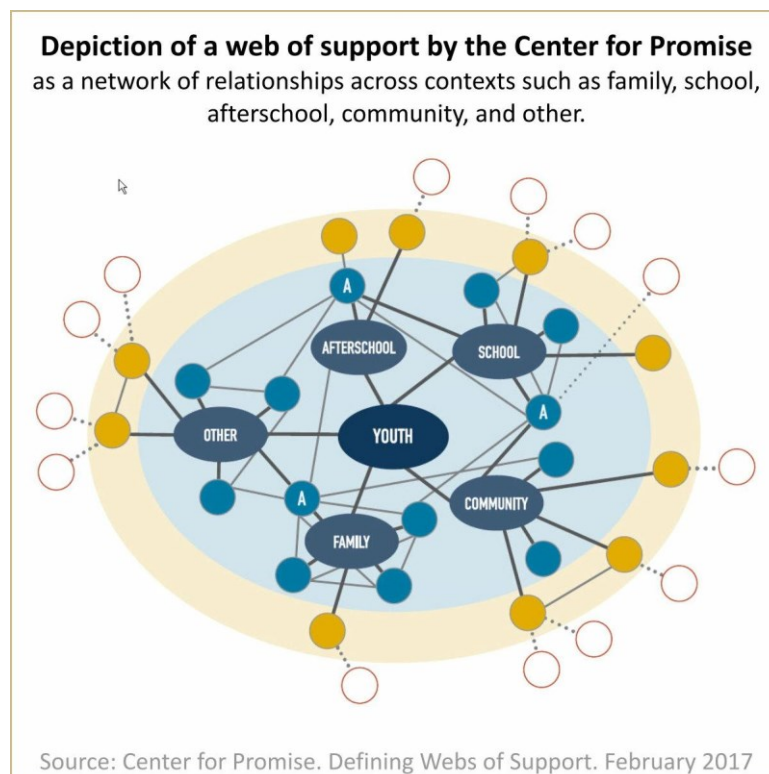 Depiction of a web of support by the Center for Promise
as a network of relationships across contexts such as family, school,
afterschool, community, and other.
A
AFTERSCHOOL
SCHOOL
A
OTHER
YOUTH
A
COMMUNITY
FAMILY
Source: Center for Promise. Defining Webs of Support. February 2017